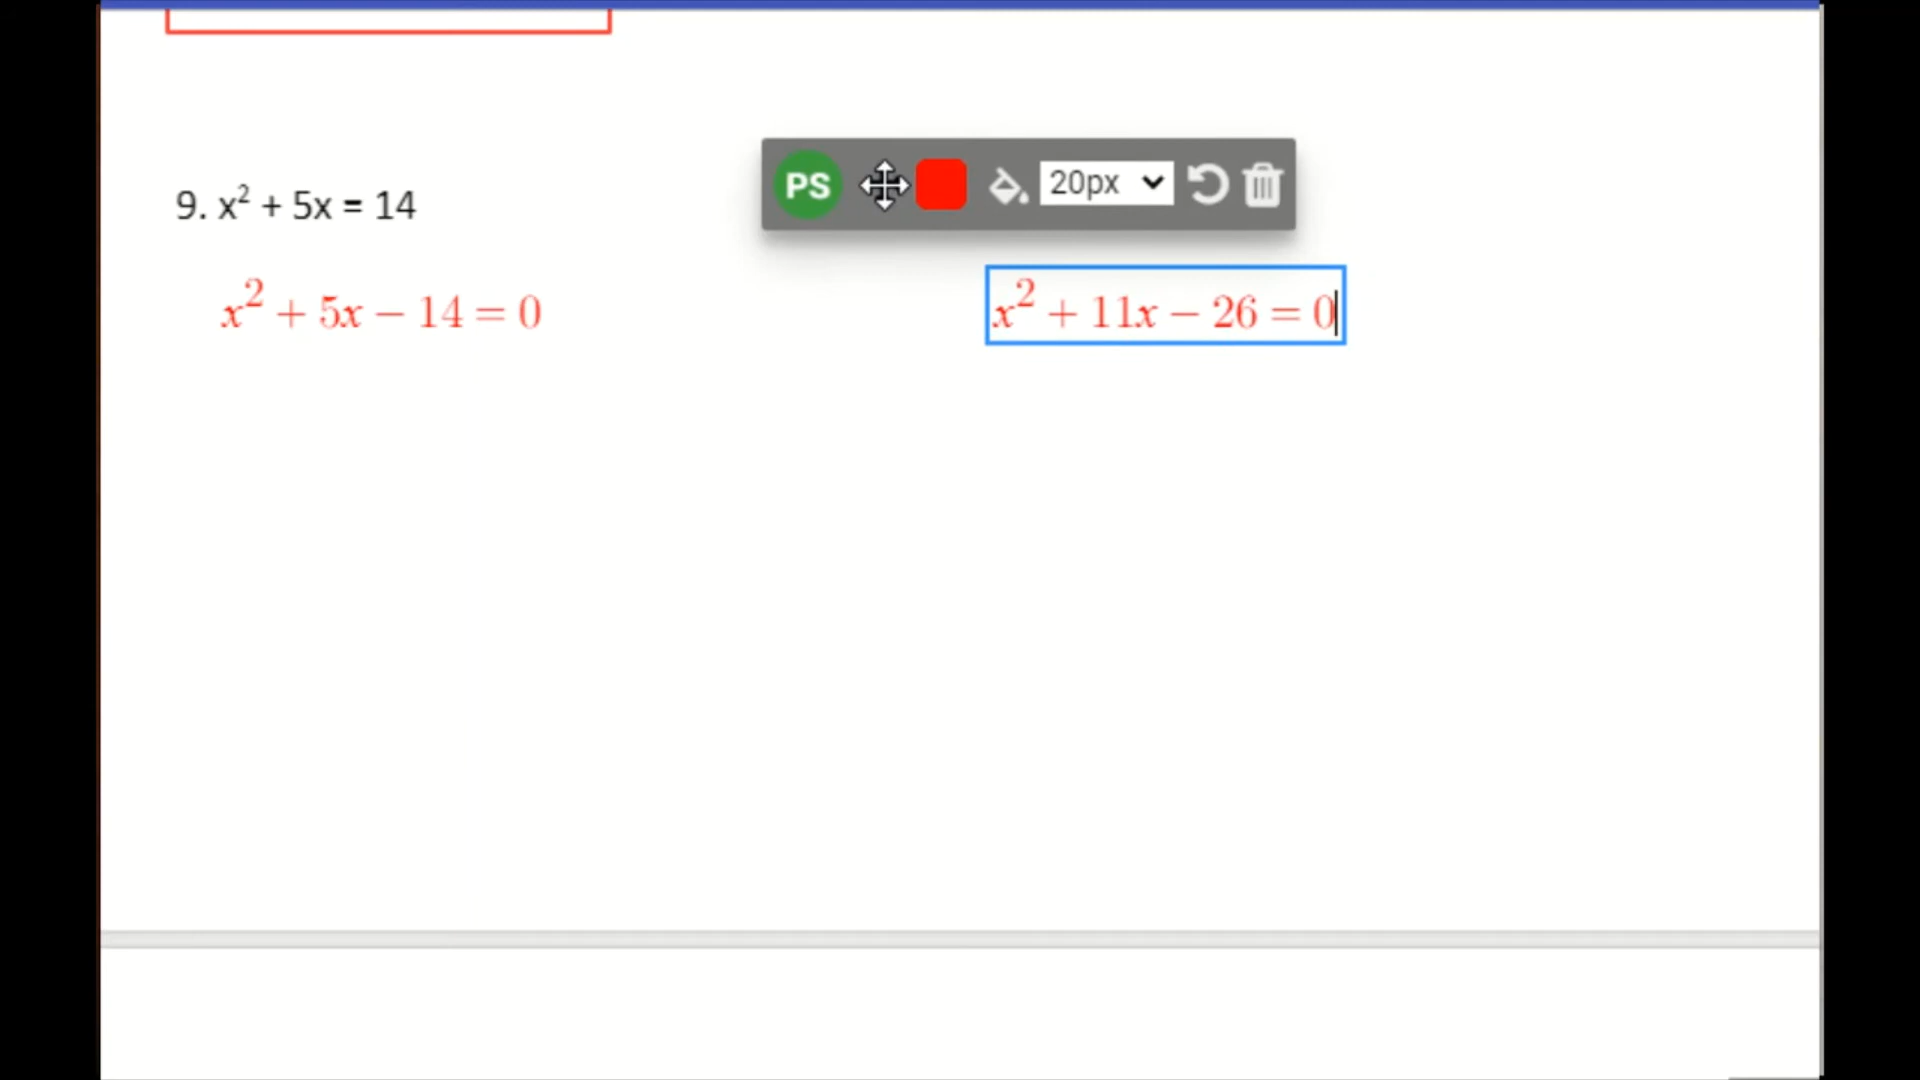 PS 20px
9. x² + 5x = 14
x² + 5x − 14 = 0
x² + 11x − 26 = 0